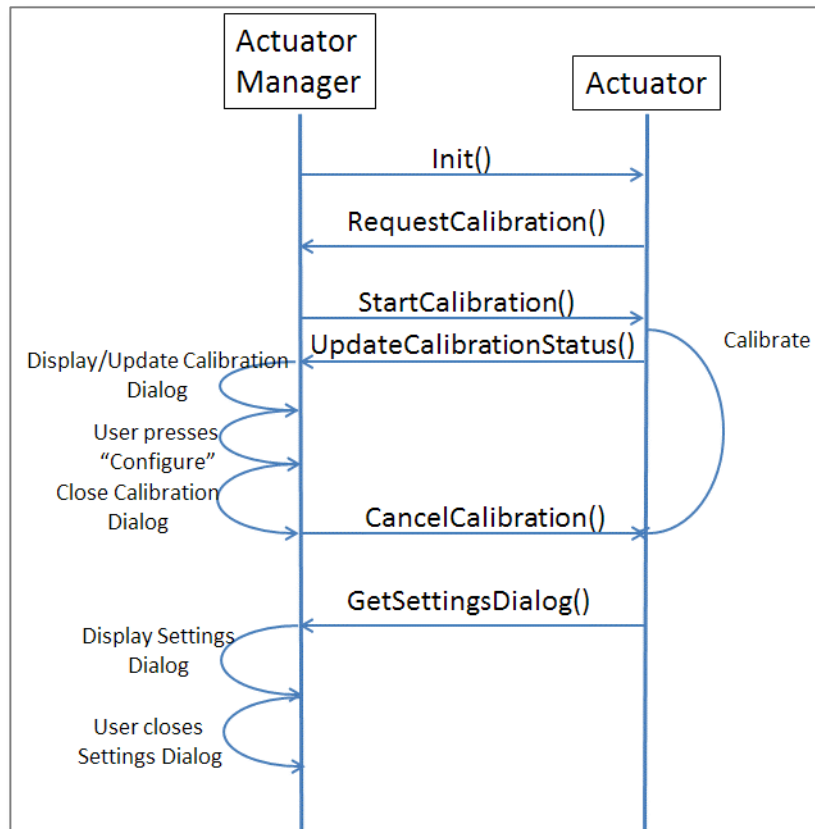 Actuator
Manager
Actuator
Init()
RequestCalibration()
StartCalibration()
UpdateCalibrationStatus()
Calibrate
Display/Update Calibration
Dialog
User presses
“Configure”
Close Calibration
Dialog
CancelCalibration()
GetSettingsDialog()
Display Settings
Dialog
User closes
Settings Dialog